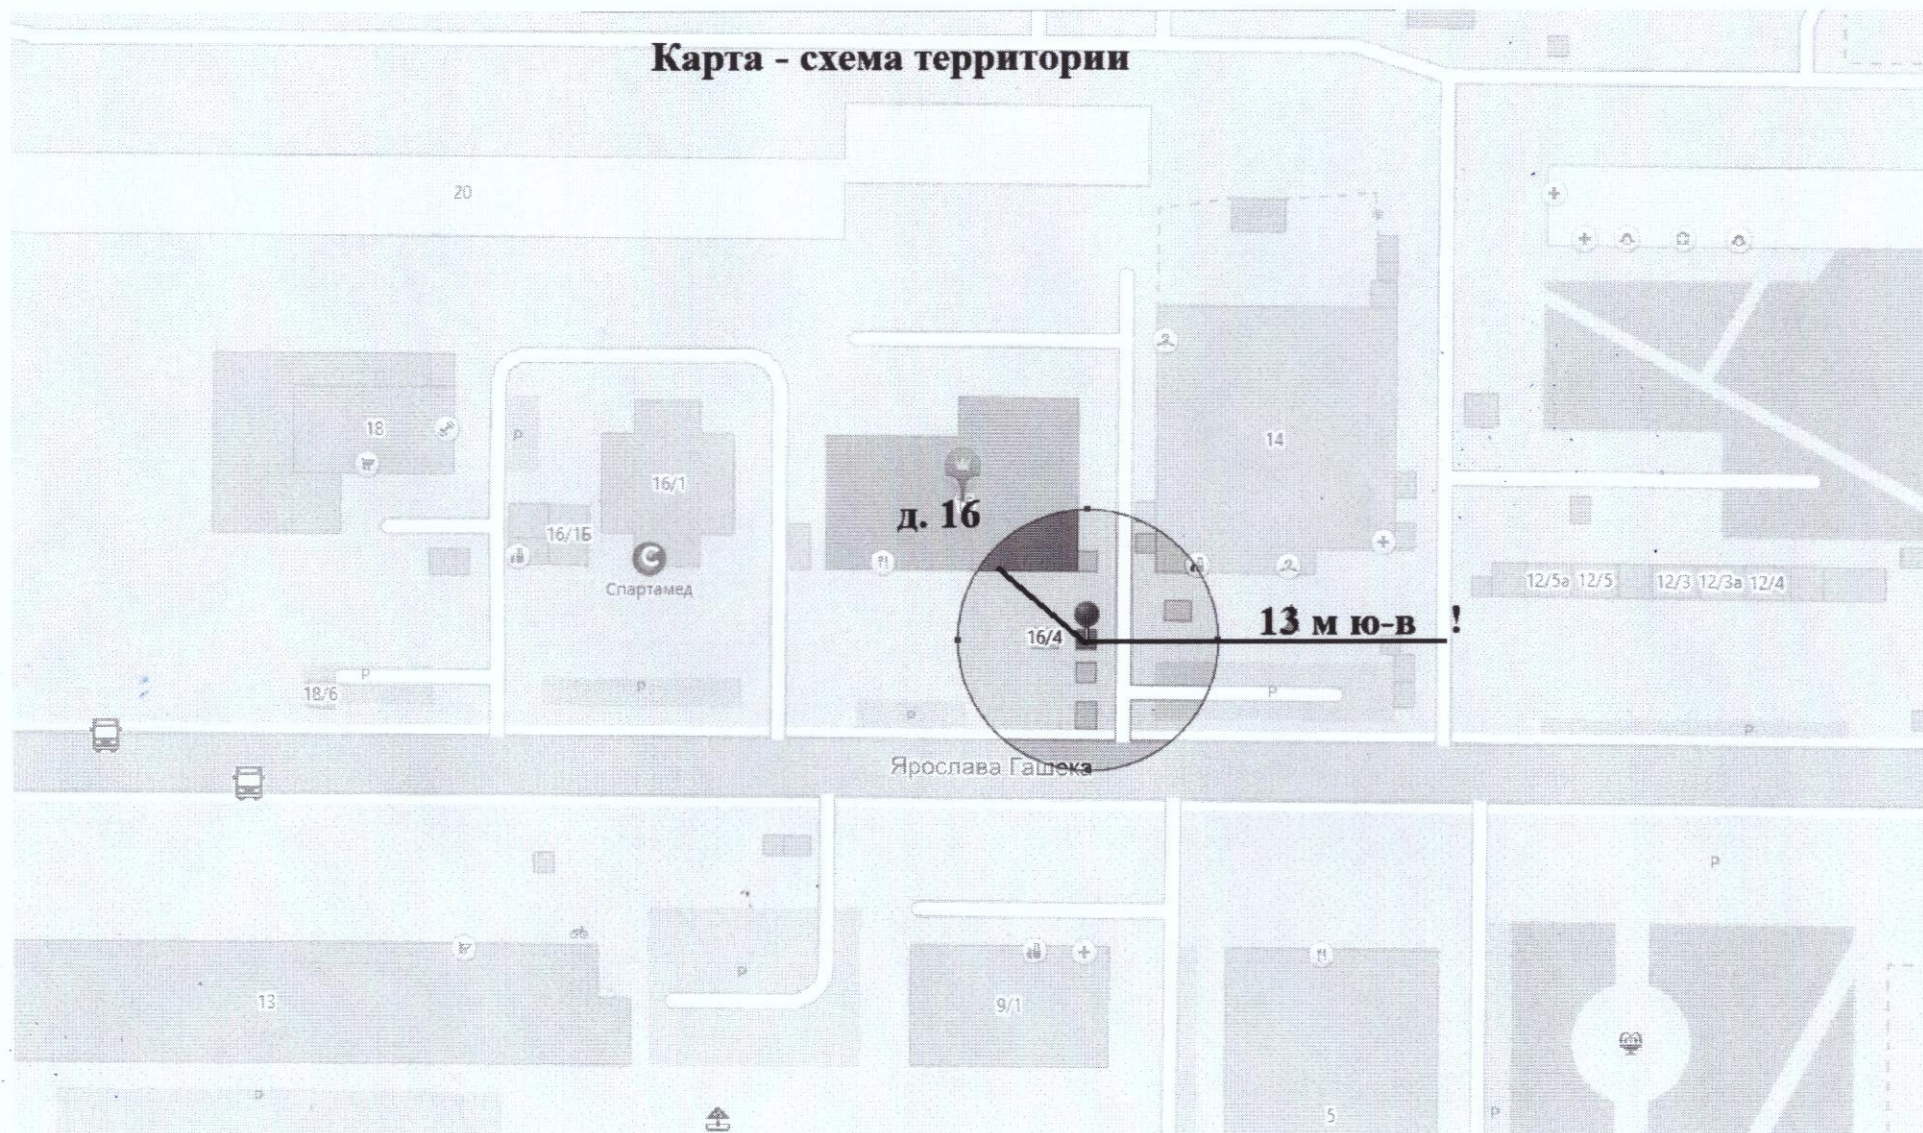 Карта - схема территории
20
18
16/1
14
д. 16
16/1Б
Спартамед
12/5а 12/5 12/3 12/3а 12/4
16/4
13 м ю-в !
18/6
Р
Р
Р
Р
Р
Р
Ярослава Гашека
Р
13
Р
9/1
Р
5
Р